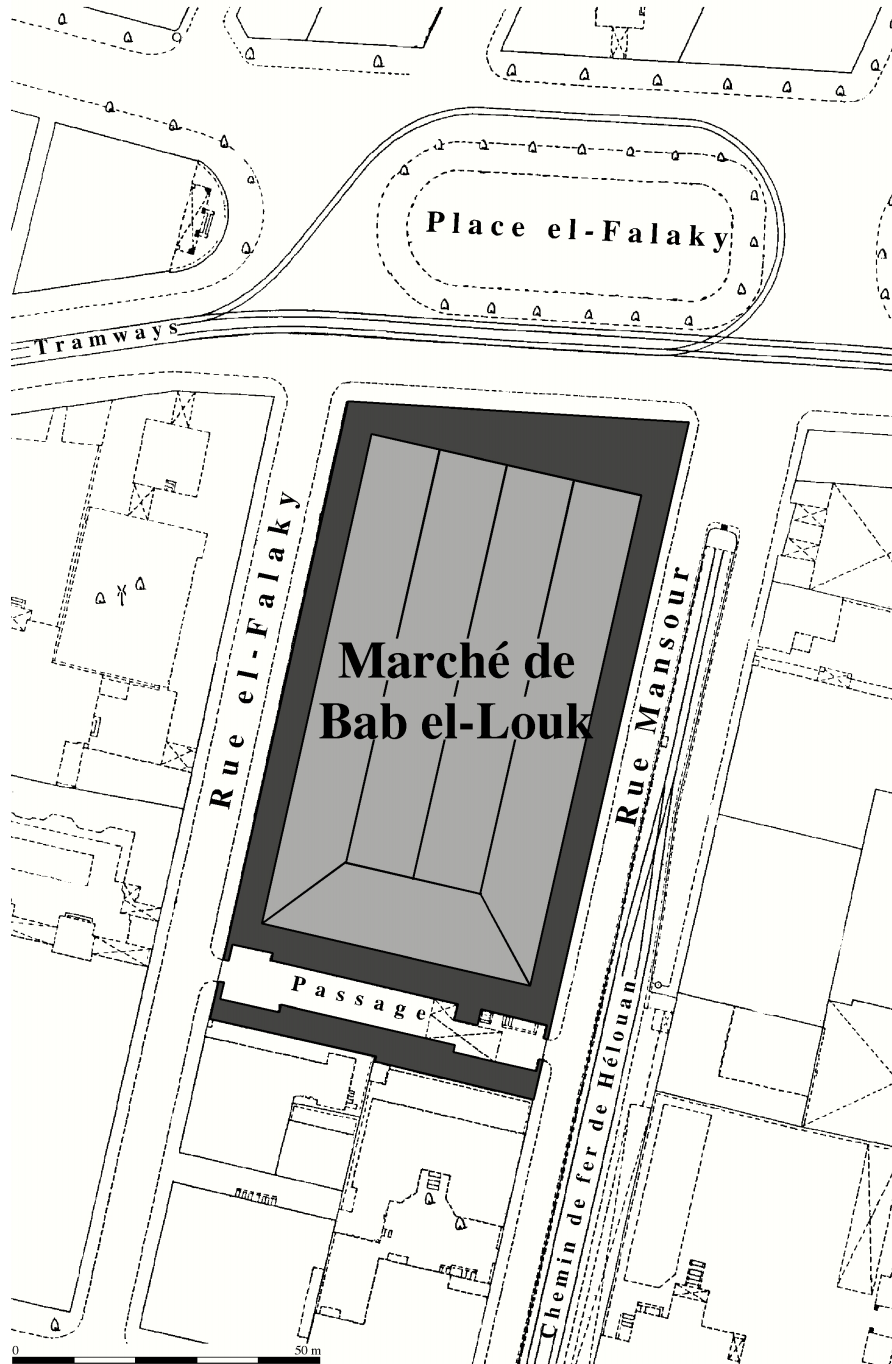 Place el-Falaky
Tramways
Rue el-Falaky
Marché de
Bab el-Louk
Rue Mansour
Passage
Chemin de fer de Hélouan
0 50 m